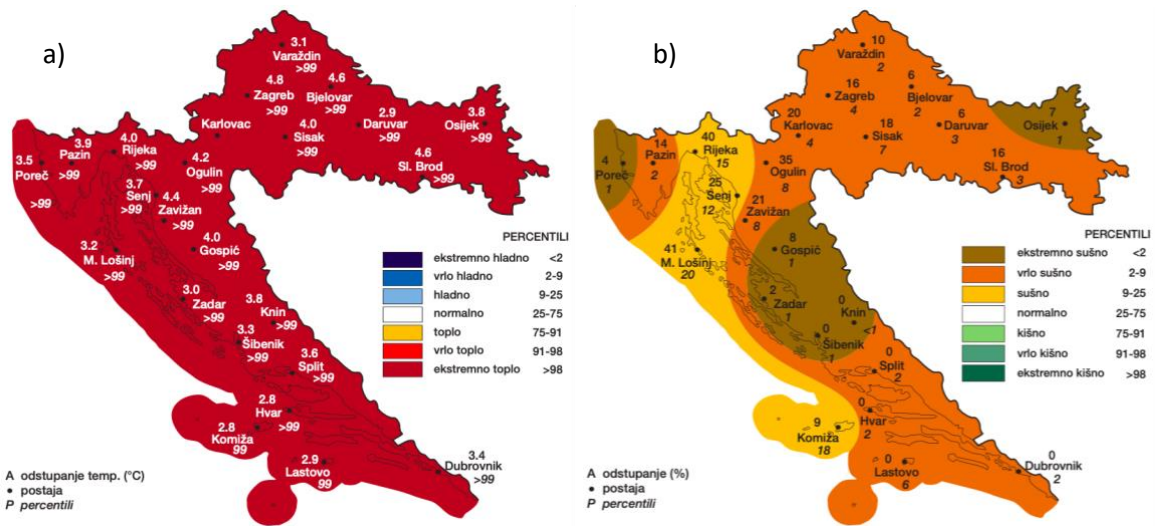 a)
3.1
Varaždin
>99
4.8
Zagreb
>99
4.6
Bjelovar
>99
2.9
Daruvar
>99
3.8
Osijek
>99
Karlovac
4.0
Sisak
>99
4.6
Sl. Brod
>99
3.5
Poreč
>99
3.9
Pazin
>99
4.0
Rijeka
>99
4.2
Ogulin
>99
3.7
Senj
>99
4.4
Zavižan
>99
3.2
M. Lošinj
>99
4.0
Gospić
>99
3.0
Zadar
>99
3.8
Knin
>99
3.3
Šibenik
>99
3.6
Split
>99
2.8
Hvar
>99
2.8
Komiža
99
2.9
Lastovo
99
3.4
Dubrovnik
>99
PERCENTILI
ekstremno hladno <2
vrlo hladno 2-9
hladno 9-25
normalno 25-75
toplo 75-91
vrlo toplo 91-98
ekstremno toplo >98
A odstupanje temp. (°C)
• postaja
P percentili
b)
10
Varaždin
2
16
Zagreb
4
6
Bjelovar
2
6
Daruvar
3
7
Osijek
1
20
Karlovac
4
18
Sisak
7
16
Sl. Brod
3
4
Poreč
1
14
Pazin
2
40
Rijeka
15
35
Ogulin
8
25
Senj
12
21
Zavižan
8
41
M. Lošinj
20
8
Gospić
1
2
Zadar
1
0
Knin
<1
0
Šibenik
1
0
Split
2
0
Hvar
2
9
Komiža
18
0
Lastovo
6
0
Dubrovnik
2
PERCENTILI
ekstremno sušno <2
vrlo sušno 2-9
sušno 9-25
normalno 25-75
kišno 75-91
vrlo kišno 91-98
ekstremno kišno >98
A odstupanje (%)
• postaja
P percentili